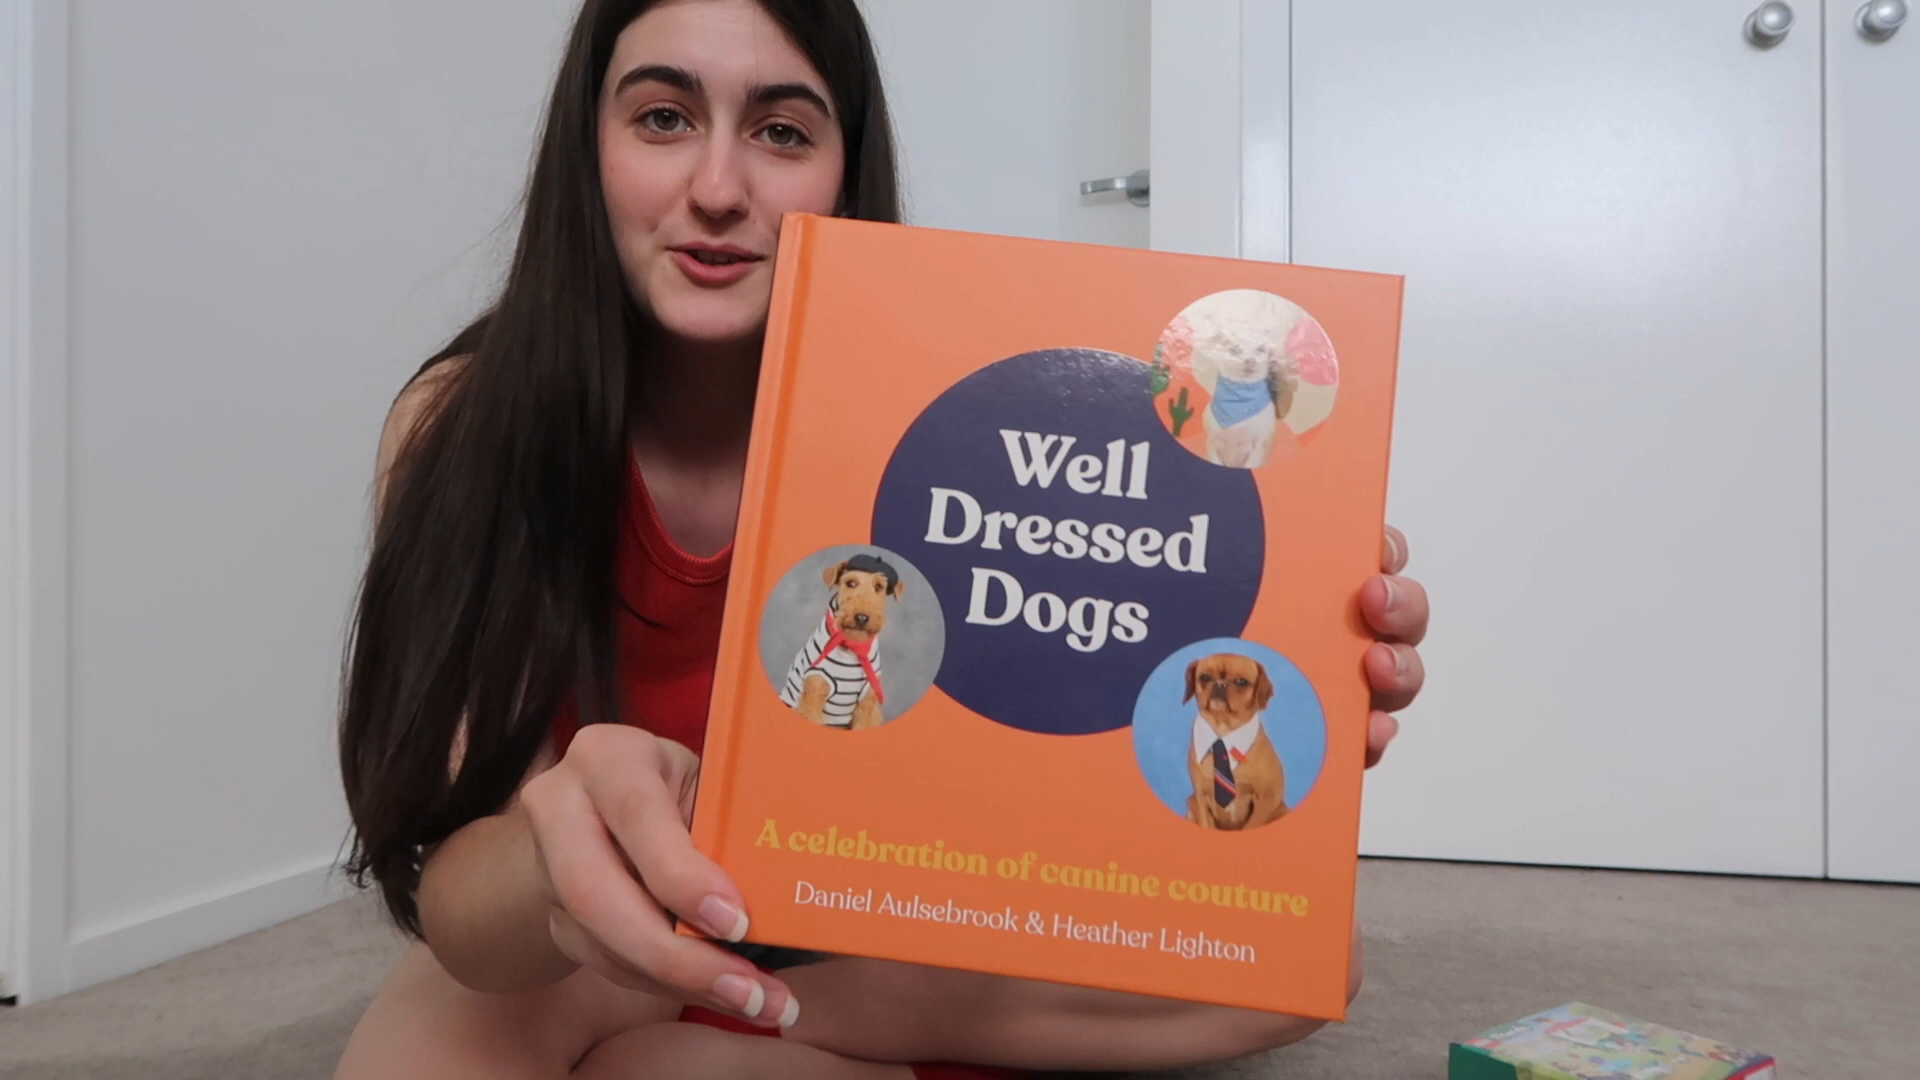 Well
Dressed
Dogs
A celebration of canine couture
Daniel Aulsebrook & Heather Lighton